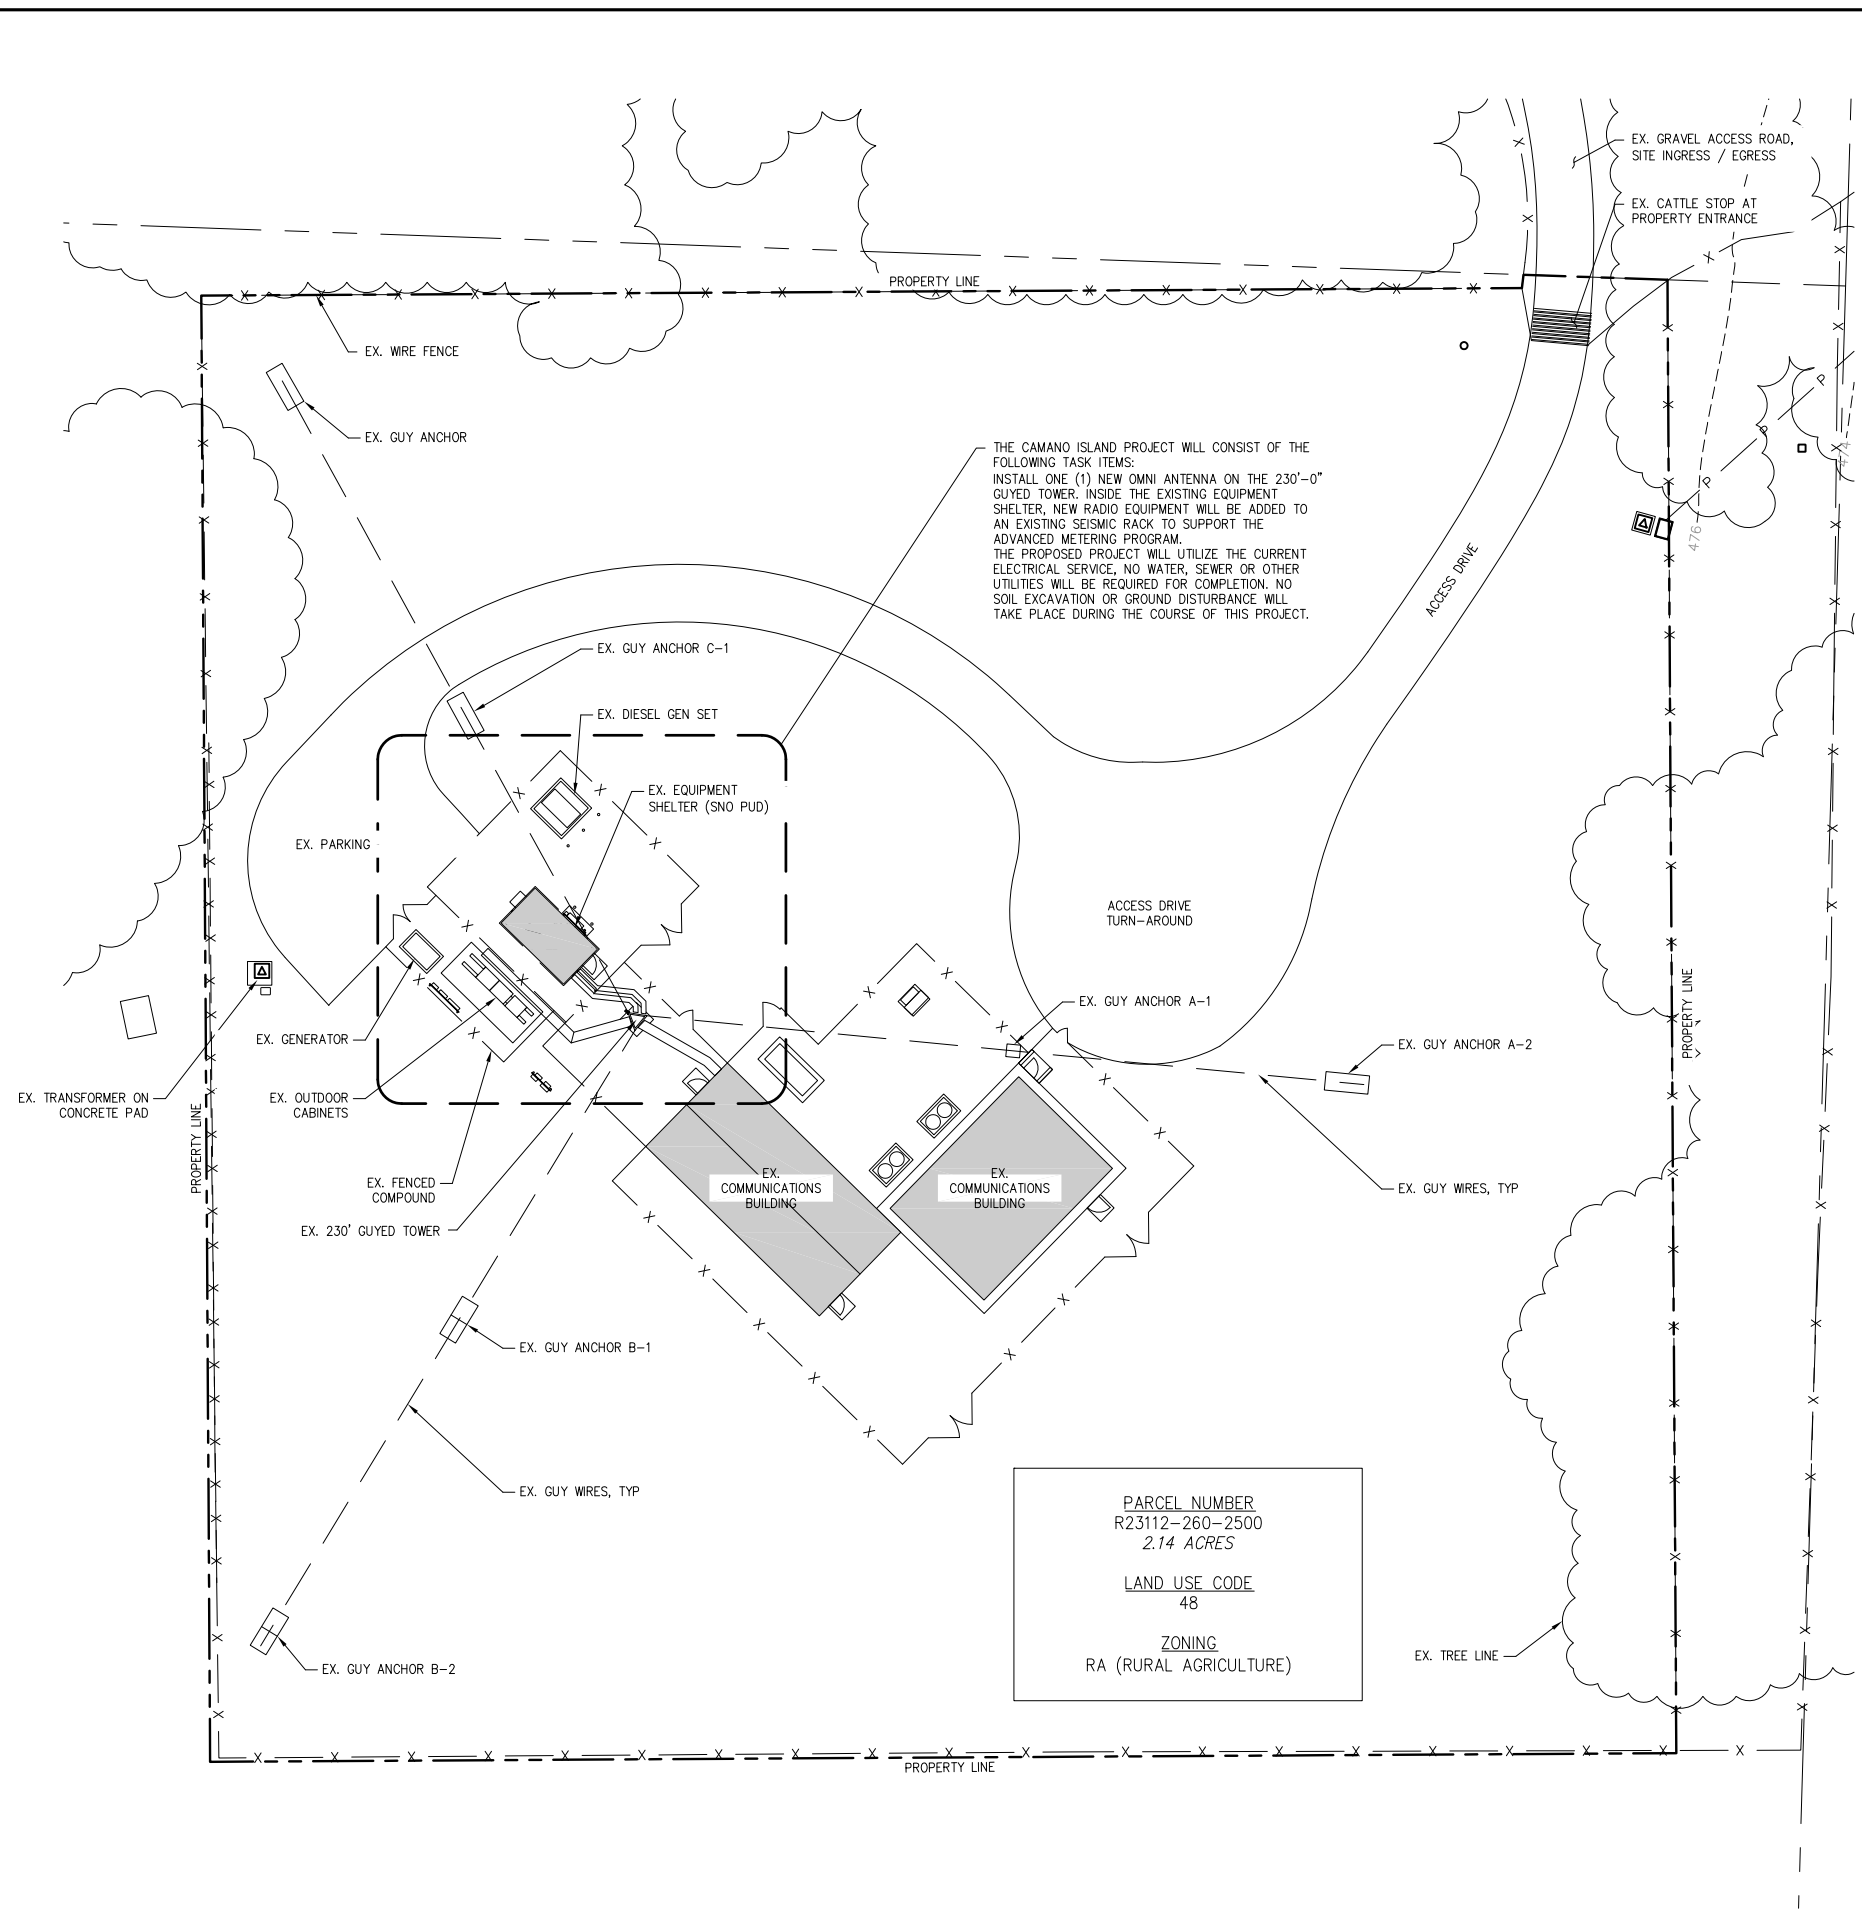 EX. GRAVEL ACCESS ROAD,
SITE INGRESS / EGRESS
EX. CATTLE STOP AT
PROPERTY ENTRANCE
PROPERTY LINE
EX. WIRE FENCE
EX. GUY ANCHOR
THE CAMANO ISLAND PROJECT WILL CONSIST OF THE
FOLLOWING TASK ITEMS:
INSTALL ONE (1) NEW OMNI ANTENNA ON THE 230'-0"
GUYED TOWER. INSIDE THE EXISTING EQUIPMENT
SHELTER, NEW RADIO EQUIPMENT WILL BE ADDED TO
AN EXISTING SEISMIC RACK TO SUPPORT THE
ADVANCED METERING PROGRAM.
THE PROPOSED PROJECT WILL UTILIZE THE CURRENT
ELECTRICAL SERVICE, NO WATER, SEWER OR OTHER
UTILITIES WILL BE REQUIRED FOR COMPLETION. NO
SOIL EXCAVATION OR GROUND DISTURBANCE WILL
TAKE PLACE DURING THE COURSE OF THIS PROJECT.
474
476
P
P
P
ACCESS DRIVE
EX. GUY ANCHOR C-1
EX. DIESEL GEN SET
EX. EQUIPMENT
SHELTER (SNO PUD)
EX. PARKING
ACCESS DRIVE
TURN-AROUND
EX. GUY ANCHOR A-1
PROPERTY LINE
EX. GENERATOR
EX. GUY ANCHOR A-2
EX. TRANSFORMER ON
CONCRETE PAD
EX. OUTDOOR
CABINETS
PROPERTY LINE
EX. FENCED
COMPOUND
EX.
COMMUNICATIONS
BUILDING
EX.
COMMUNICATIONS
BUILDING
EX. GUY WIRES, TYP
EX. 230' GUYED TOWER
EX. GUY ANCHOR B-1
EX. GUY WIRES, TYP
PARCEL NUMBER
R23112-260-2500
2.14 ACRES
LAND USE CODE
48
ZONING
RA (RURAL AGRICULTURE)
EX. TREE LINE
EX. GUY ANCHOR B-2
PROPERTY LINE